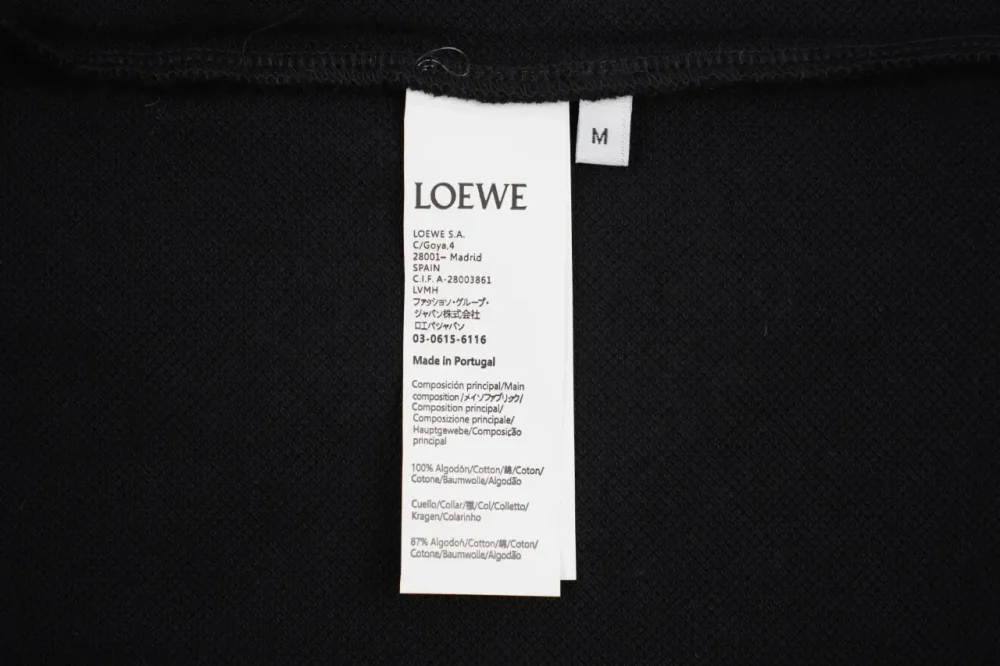 M
LOEWE
LOEWE S.A.
C/Goya,4
28001– Madrid
SPAIN
C.I.F. A-28003861
LVMH
ファッション・グループ・
ジャパン株式会社
ロエベジャパン
03-0615-6116
Made in Portugal
Composición principal/Main
composition /メイソファブリック/
Composition principal/
Composizione principale/
Hauptgewebe/Composição
principal
100% Algodón/Cotton/綿/Coton/
Cotone/Baumwolle/Algodão
Cuello/Collar/襟/Col/Colletto/
Kragen/Colarinho
87% Algodón/Cotton/綿/Coton/
Cotone/Baumwolle/Algodão